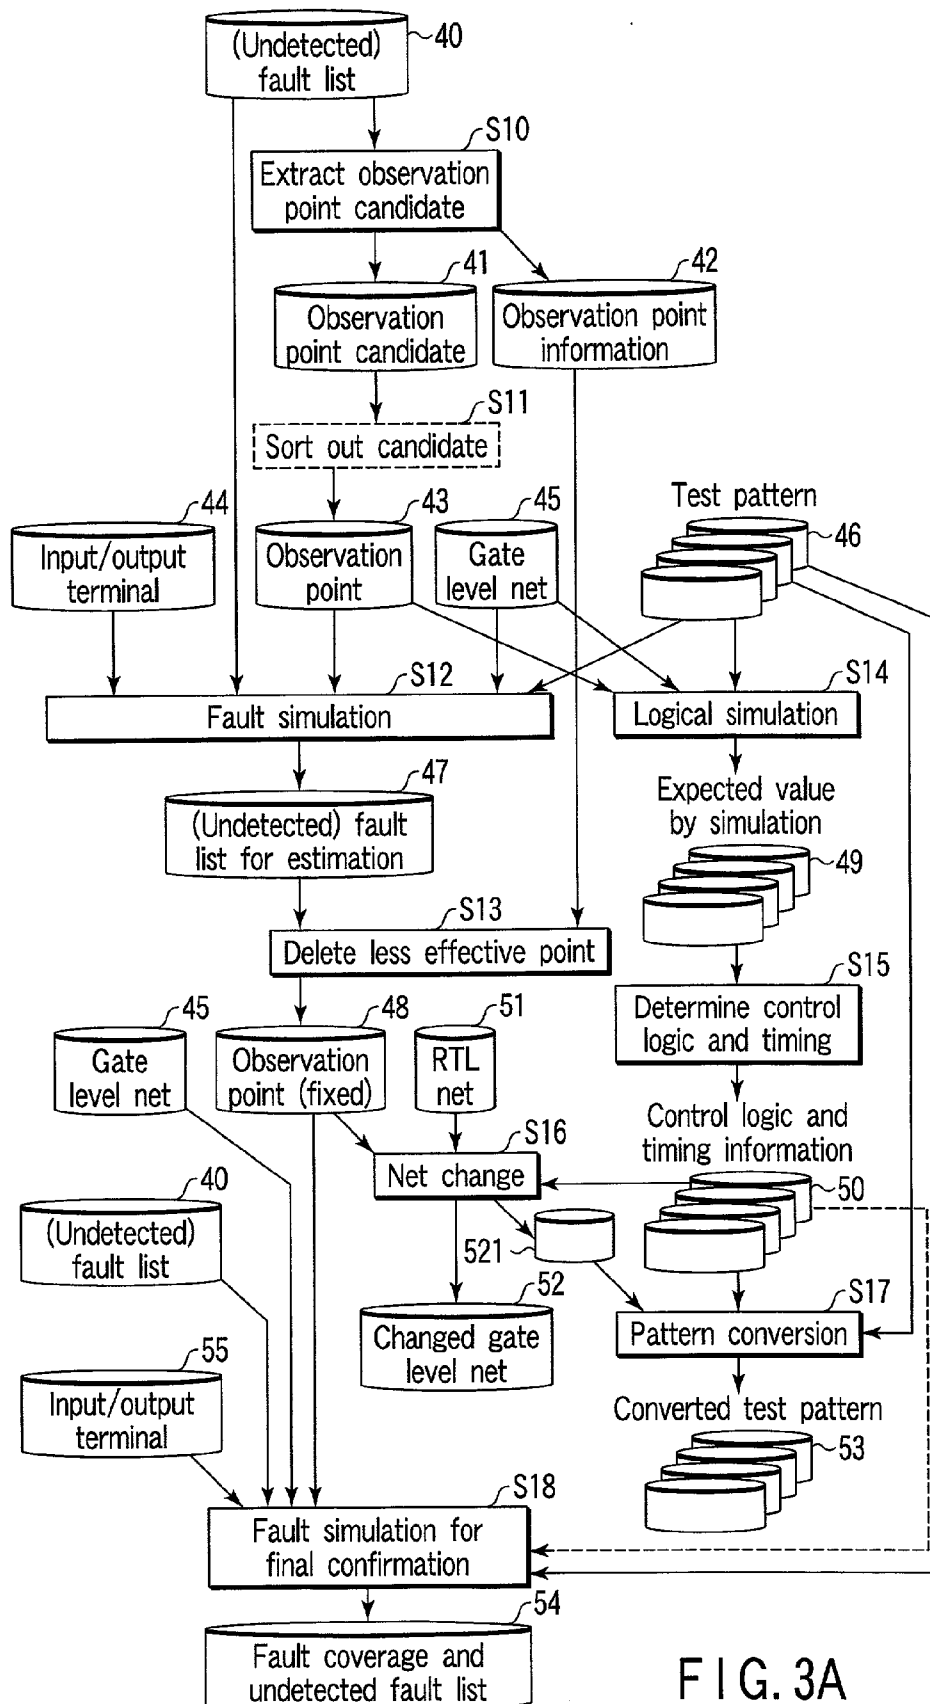 (Undetected)
fault list
40
S10
Extract observation
point candidate
41
42
Observation
point candidate
Observation point
information
S11
Sort out candidate
Test pattern
44
43
45
46
Input/output
terminal
Observation
point
Gate
level net
S12
S14
Fault simulation
Logical simulation
47
Expected value
by simulation
(Undetected) fault
list for estimation
49
S13
Delete less effective point
S15
Determine control
logic and timing
45
48
51
Gate
level net
Observation
point (fixed)
RTL
net
Control logic and
timing information
S16
Net change
40
50
(Undetected)
fault list
521
52
S17
Changed gate
level net
Pattern conversion
55
Input/output
terminal
Converted test pattern
53
S18
Fault simulation for
final confirmation
54
Fault coverage and
undetected fault list
FIG. 3A